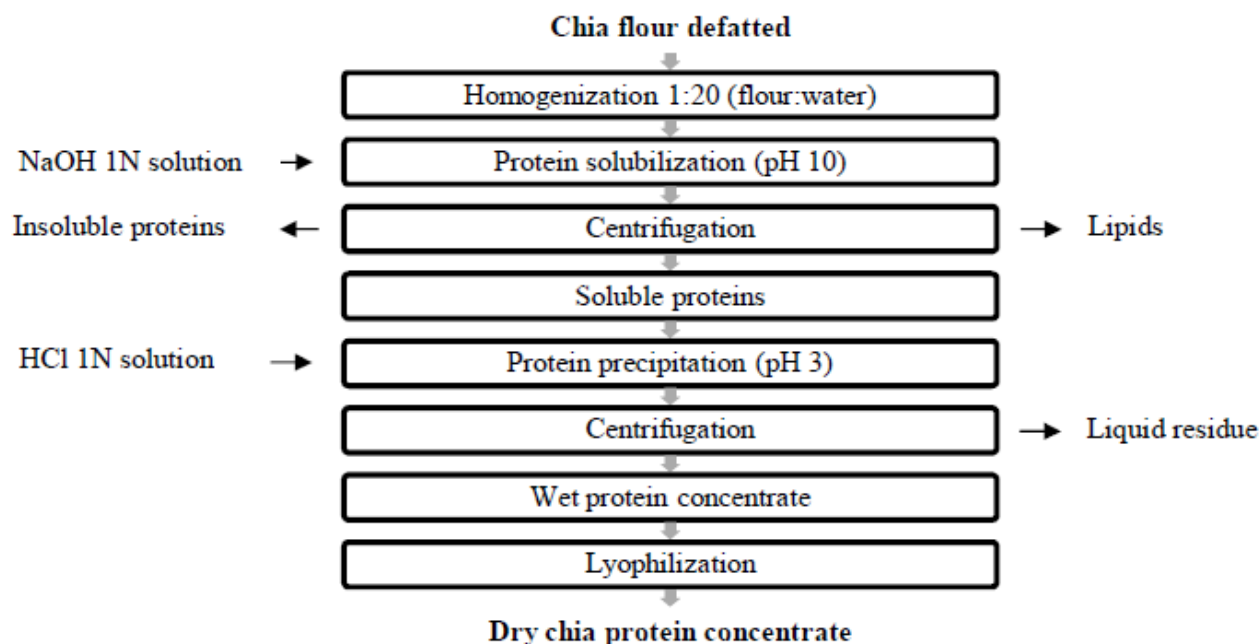 Chia flour defatted
Homogenization 1:20 (flour:water)
NaOH 1N solution
Protein solubilization (pH 10)
Insoluble proteins
Centrifugation
Lipids
Soluble proteins
HCl 1N solution
Protein precipitation (pH 3)
Centrifugation
Liquid residue
Wet protein concentrate
Lyophilization
Dry chia protein concentrate